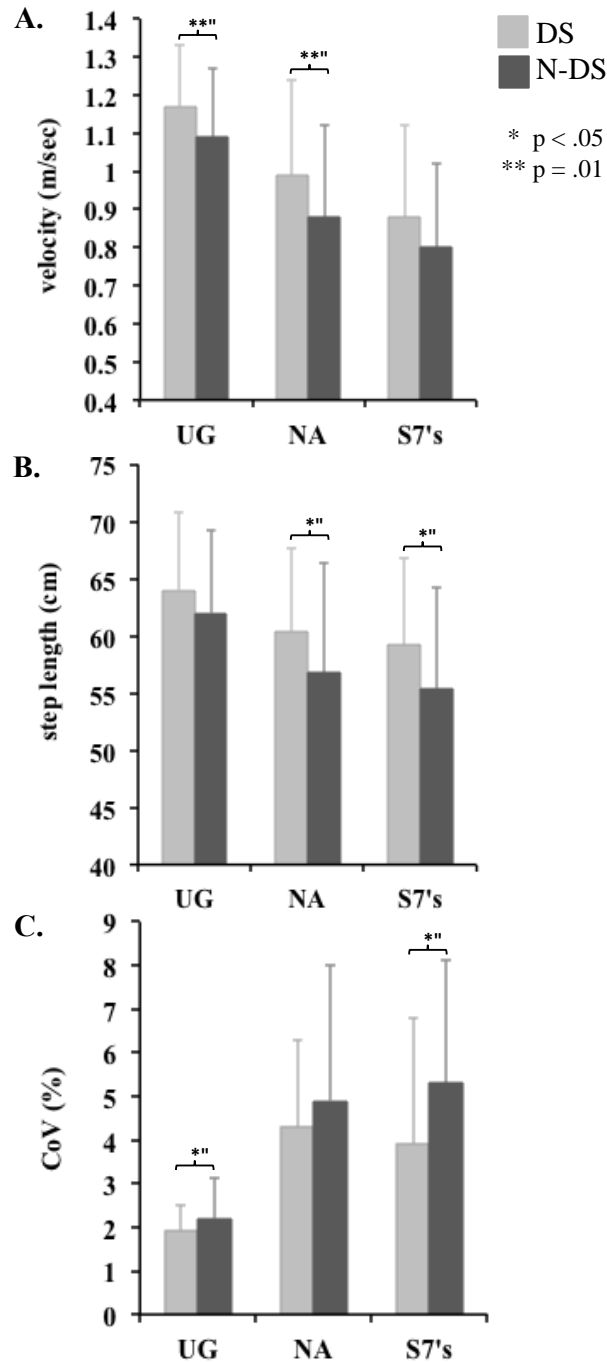 A.
velocity (m/sec)
1.4
1.3
1.2
1.1
1
0.9
0.8
0.7
0.6
0.5
0.4
**"
**"
UG NA S7's
DS
N-DS
* p < .05
** p = .01
B.
step length (cm)
75
70
65
60
55
50
45
40
*"
*"
UG NA S7's
C.
CoV (%)
9
8
7
6
5
4
3
2
1
0
*"
*"
UG NA S7's